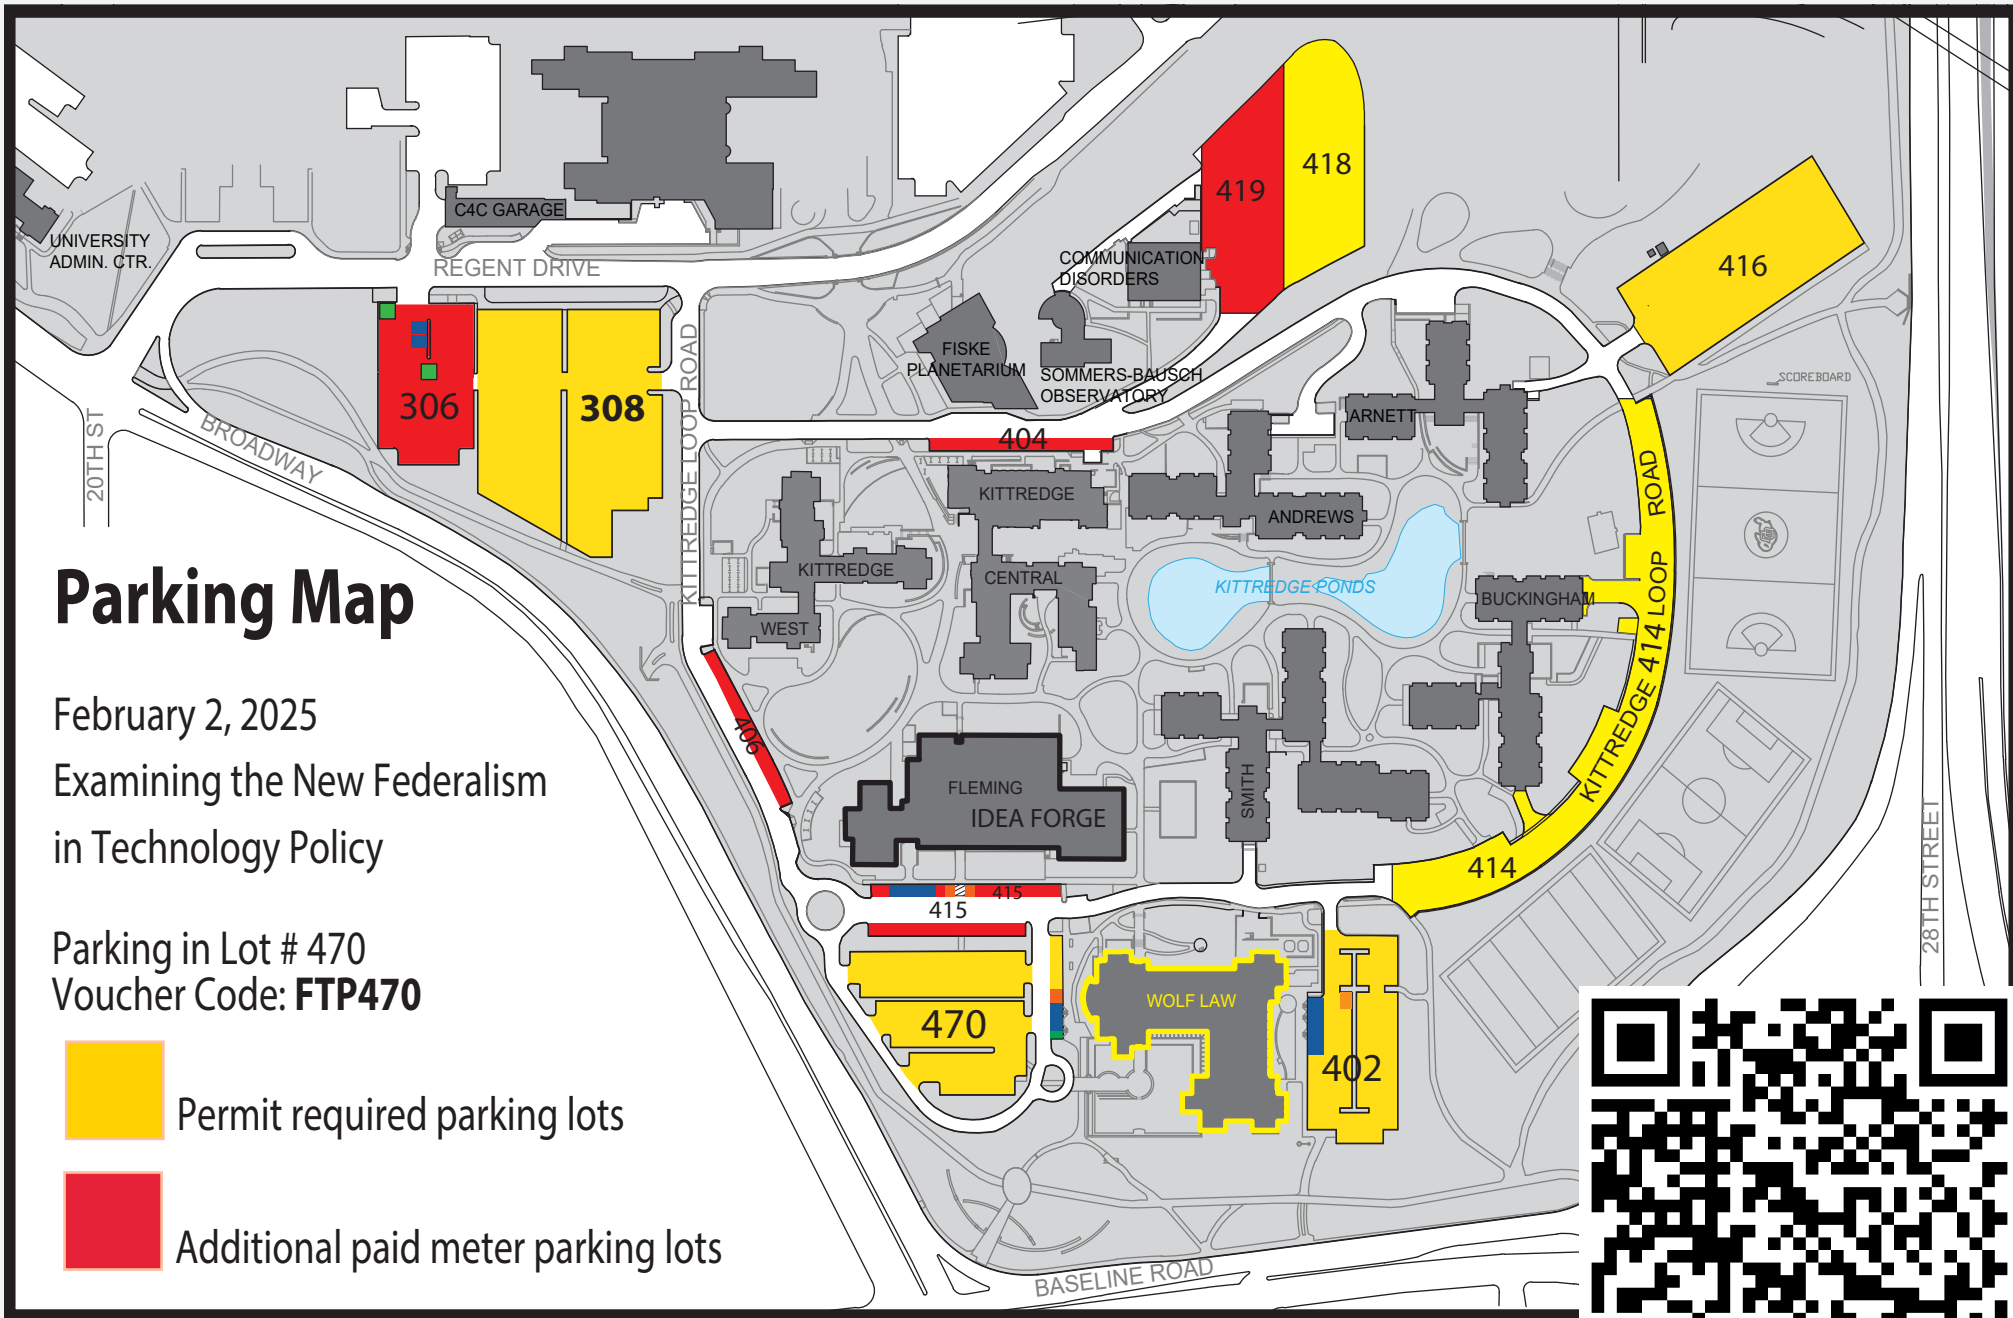 418
419
416
C4C GARAGE
UNIVERSITY
ADMIN. CTR.
REGENT DRIVE
COMMUNICATION
DISORDERS
306
308
FISKE
PLANETARIUM
SOMMERS-BAUSCH
OBSERVATORY
SCOREBOARD
ARNETT
404
20TH ST
BROADWAY
KITTREDGE LOOP ROAD
KITTREDGE
ANDREWS
ROAD
KITTREDGE
CENTRAL
KITTREDGE PONDS
BUCKINGHAM
WEST
KITTREDGE 414 LOOP
406
FLEMING
IDEA FORGE
SMITH
414
415
415
28TH STREET
WOLF LAW
470
402
BASELINE ROAD
Parking Map
February 2, 2025
Examining the New Federalism
in Technology Policy
Parking in Lot # 470
Voucher Code: FTP470
Permit required parking lots
Additional paid meter parking lots